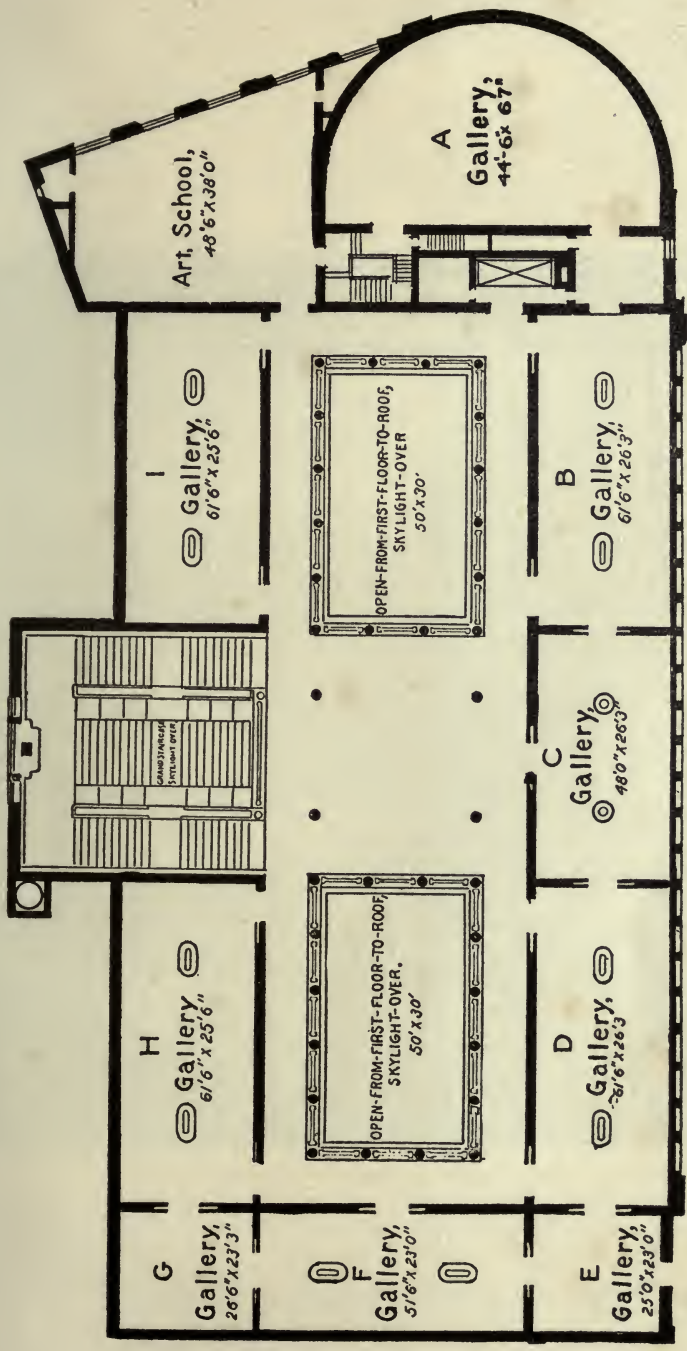 Art. School,
48'6"X38'0"
A
Gallery,
44'-6"X 67"
I
Gallery,
61'6"X 25'6"
OPEN-FROM-FIRST-FLOOR-TO-ROOF,
SKYLIGHT-OVER
50'X30'
B
Gallery,
61'6"X 26'3"
GRAND STAIRCASE
SKYLIGHT OVER.
C
Gallery,
48'0"X26'3"
H
Gallery
61'6"X 25'6"
OPEN-FROM-FIRST-FLOOR-TO-ROOF,
SKYLIGHT-OVER.
50'X30'
D
Gallery,
61'6"X26'3
G
Gallery,
26'6"X23'3"
F
Gallery,
51'6"X23'0"
E
Gallery,
25'0"X23'0"